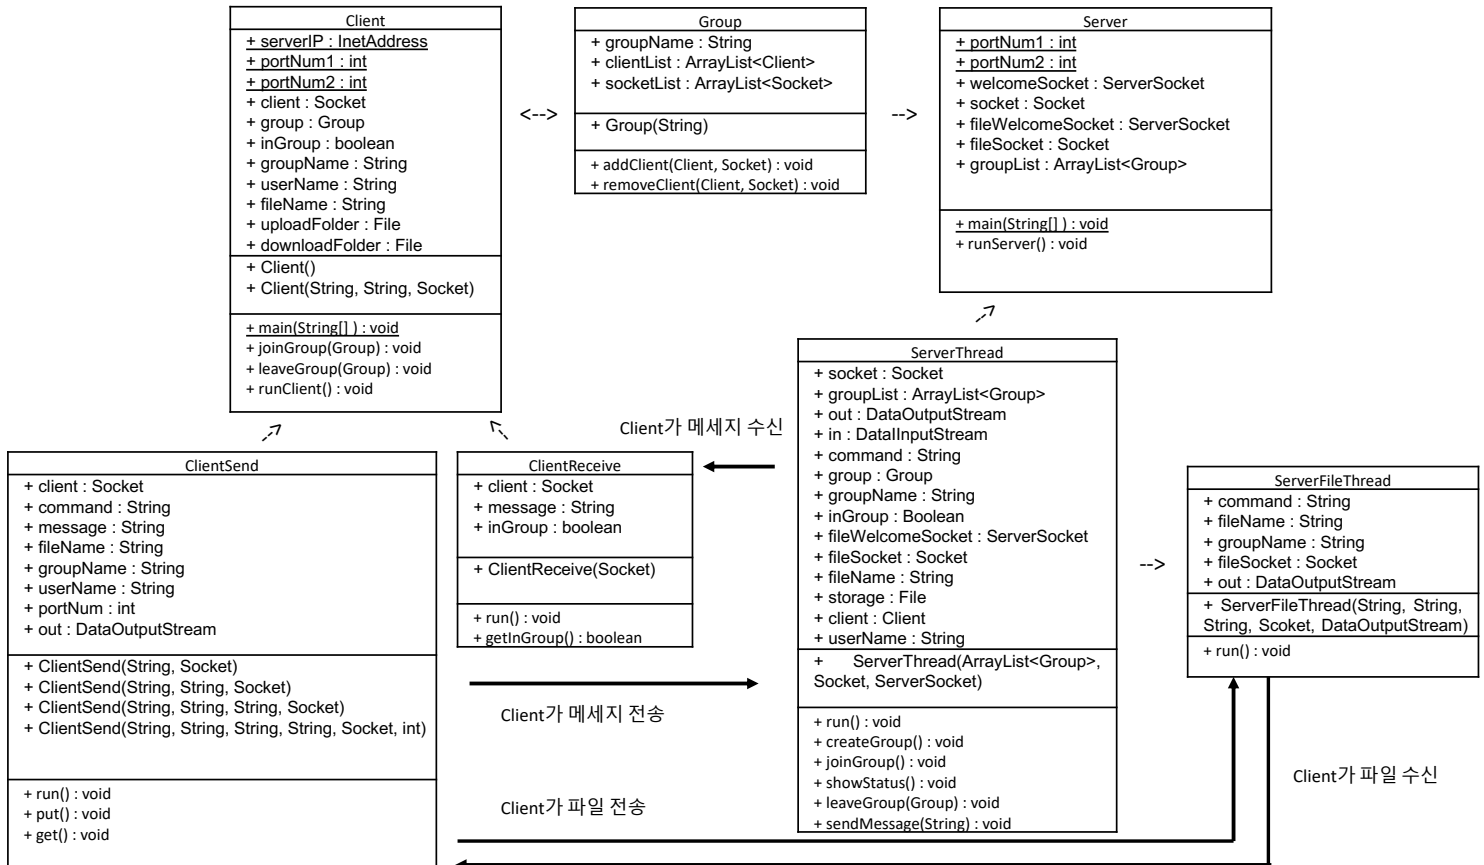 Client
+ serverIP : InetAddress
+ portNum1 : int
+ portNum2 : int
+ client : Socket
+ group : Group
+ inGroup : boolean
+ groupName : String
+ userName : String
+ fileName : String
+ uploadFolder : File
+ downloadFolder : File
+ Client()
+ Client(String, String, Socket)
+ main(String[] ) : void
+ joinGroup(Group) : void
+ leaveGroup(Group) : void
+ runClient() : void
<-->
Group
+ groupName : String
+ clientList : ArrayList<Client>
+ socketList : ArrayList<Socket>
+ Group(String)
+ addClient(Client, Socket) : void
+ removeClient(Client, Socket) : void
-->
Server
+ portNum1 : int
+ portNum2 : int
+ welcomeSocket : ServerSocket
+ socket : Socket
+ fileWelcomeSocket : ServerSocket
+ fileSocket : Socket
+ groupList : ArrayList<Group>
+ main(String[] ) : void
+ runServer() : void
-->
-->
-->
ClientSend
+ client : Socket
+ command : String
+ message : String
+ fileName : String
+ groupName : String
+ userName : String
+ portNum : int
+ out : DataOutputStream
+ ClientSend(String, Socket)
+ ClientSend(String, String, Socket)
+ ClientSend(String, String, String, Socket)
+ ClientSend(String, String, String, String, Socket, int)
+ run() : void
+ put() : void
+ get() : void
ClientReceive
+ client : Socket
+ message : String
+ inGroup : boolean
+ ClientReceive(Socket)
+ run() : void
+ getInGroup() : boolean
Client가 메세지 수신
Client가 메세지 전송
Client가 파일 전송
ServerThread
+ socket : Socket
+ groupList : ArrayList<Group>
+ out : DataOutputStream
+ in : DataIInputStream
+ command : String
+ group : Group
+ groupName : String
+ inGroup : Boolean
+ fileWelcomeSocket : ServerSocket
+ fileSocket : Socket
+ fileName : String
+ storage : File
+ client : Client
+ userName : String
+ ServerThread(ArrayList<Group>,
Socket, ServerSocket)
+ run() : void
+ createGroup() : void
+ joinGroup() : void
+ showStatus() : void
+ leaveGroup(Group) : void
+ sendMessage(String) : void
-->
ServerFileThread
+ command : String
+ fileName : String
+ groupName : String
+ fileSocket : Socket
+ out : DataOutputStream
+ ServerFileThread(String, String,
String, Scoket, DataOutputStream)
+ run() : void
Client가 파일 수신